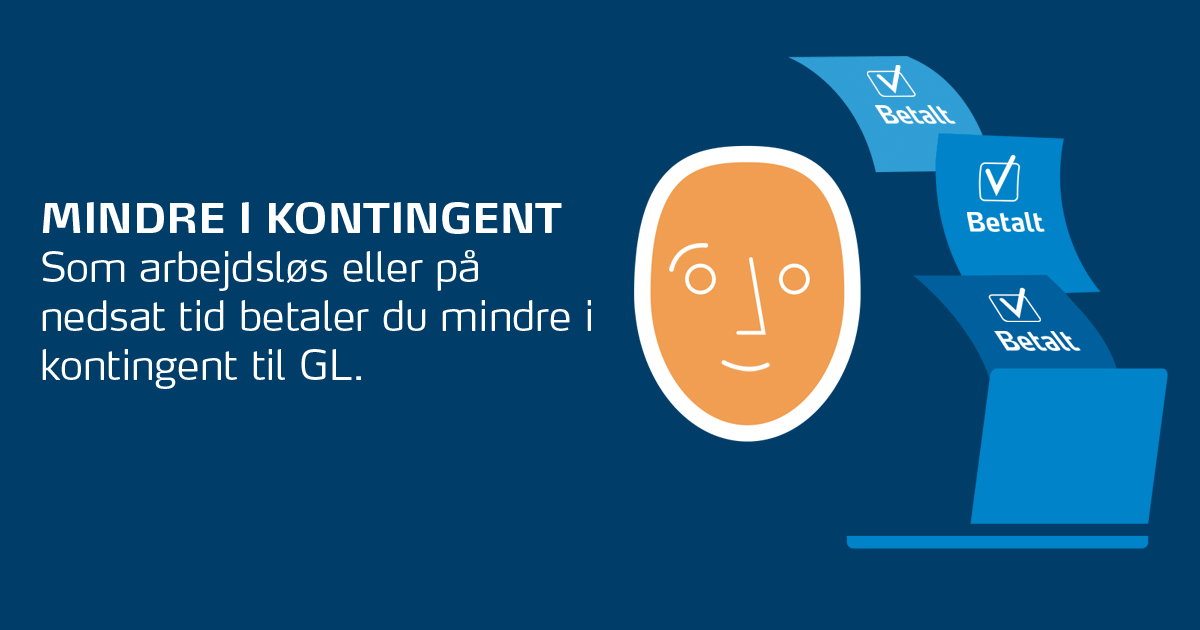 MINDRE I KONTINGENT
Som arbejdsløs eller på
nedsat tid betaler du mindre i
kontingent til GL.
Betalt
Betalt
Betalt